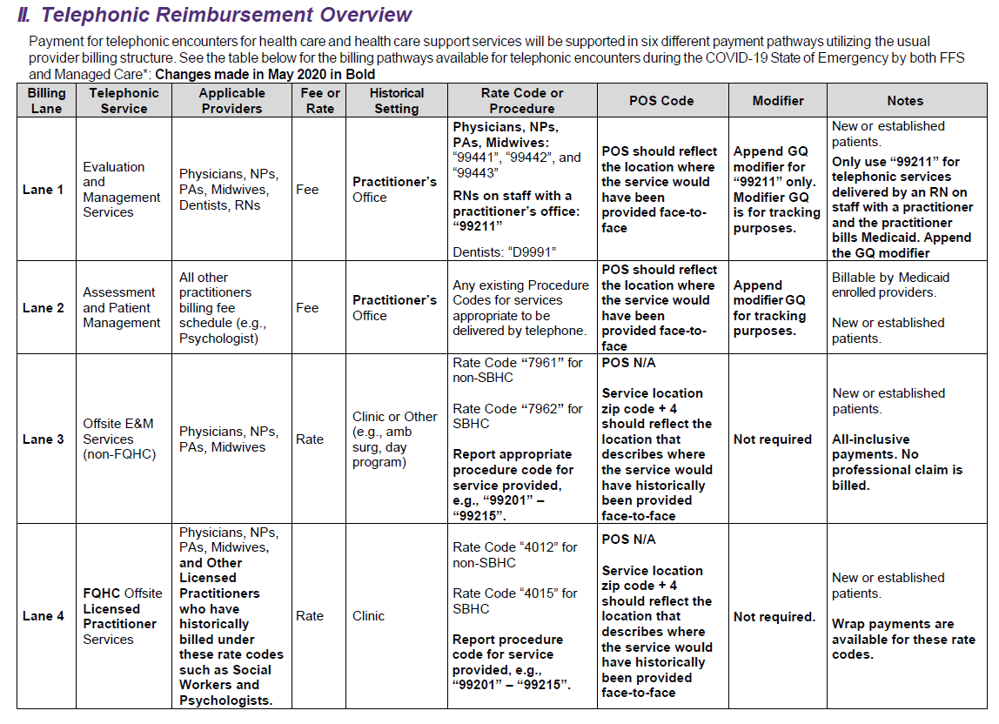 II. Telephonic Reimbursement Overview
Payment for telephonic encounters for health care and health care support services will be supported in six different payment pathways utilizing the usual
provider billing structure. See the table below for the billing pathways available for telephonic encounters during the COVID-19 State of Emergency by both FFS
and Managed Care*: Changes made in May 2020 in Bold
Billing
Lane
Telephonic
Service
Applicable
Providers
Fee or
Rate
Historical
Setting
Rate Code or
Procedure
POS Code
Modifier
Notes
Lane 1
Evaluation
and
Management
Services
Physicians, NPs,
PAs, Midwives,
Dentists, RNs
Fee
Practitioner’s
Office
Physicians, NPs,
PAs, Midwives:
“99441”, “99442”, and
“99443”
RNs on staff with a
practitioner’s office:
“99211”
Dentists: “D9991”
POS should reflect
the location where
the service would
have been
provided face-to-
face
Append GQ
modifier for
“99211” only.
Modifier GQ
is for tracking
purposes.
New or established
patients.
Only use “99211” for
telephonic services
delivered by an RN on
staff with a practitioner
and the practitioner
bills Medicaid. Append
the GQ modifier
Lane 2
Assessment
and Patient
Management
All other
practitioners
billing fee
schedule (e.g.,
Psychologist)
Fee
Practitioner’s
Office
Any existing Procedure
Codes for services
appropriate to be
delivered by telephone.
POS should reflect
the location where
the service would
have been
provided face-to-
face
Append
modifier GQ
for tracking
purposes.
Billable by Medicaid
enrolled providers.
New or established
patients.
Lane 3
Offsite E&M
Services
(non-FQHC)
Physicians, NPs,
PAs, Midwives
Rate
Clinic or Other
(e.g., amb
surg, day
program)
Rate Code “7961” for
non-SBHC
Rate Code “7962” for
SBHC
Report appropriate
procedure code for
service provided,
e.g., “99201” –
“99215”.
POS N/A
Service location
zip code + 4
should reflect the
location that
describes where
the service would
have historically
been provided
face-to-face
Not required
New or established
patients.
All-inclusive
payments. No
professional claim is
billed.
Lane 4
FQHC Offsite
Licensed
Practitioner
Services
Physicians, NPs,
PAs, Midwives,
and Other
Licensed
Practitioners
who have
historically
billed under
these rate codes
such as Social
Workers and
Psychologists.
Rate
Clinic
Rate Code “4012” for
non-SBHC
Rate Code “4015” for
SBHC
Report procedure
code for service
provided, e.g.,
“99201” – “99215”.
POS N/A
Service location
zip code + 4
should reflect the
location that
describes where
the service would
have historically
been provided
face-to-face
Not required.
New or established
patients.
Wrap payments are
available for these rate
codes.